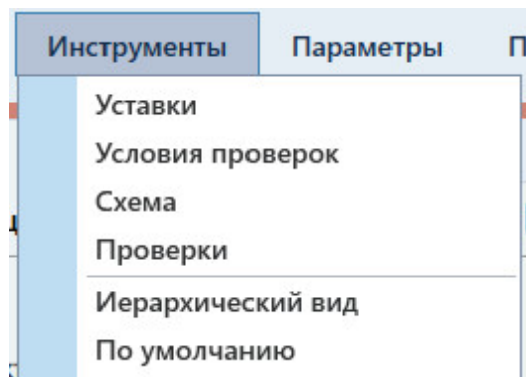 Инструменты Параметры
Уставки
Условия проверок
Схема
Проверки
Иерархический вид
По умолчанию